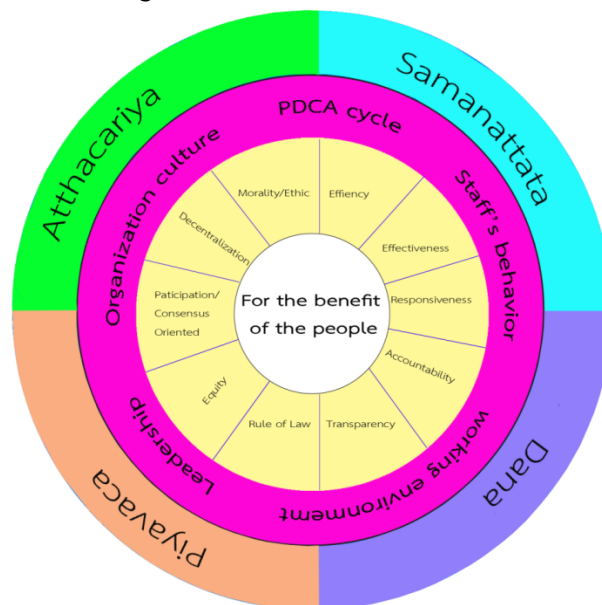 Atthacariya
Samanattata
Dana
Piyavaca
PDCA cycle
Staff's behavior
working environment
Leadership
Organization culture
Morality/Ethic
Effiency
Effectiveness
Responsiveness
Accountability
Transparency
Rule of Law
Equity
Paticipation/
Consensus
Oriented
Decentralization
For the benefit
of the people